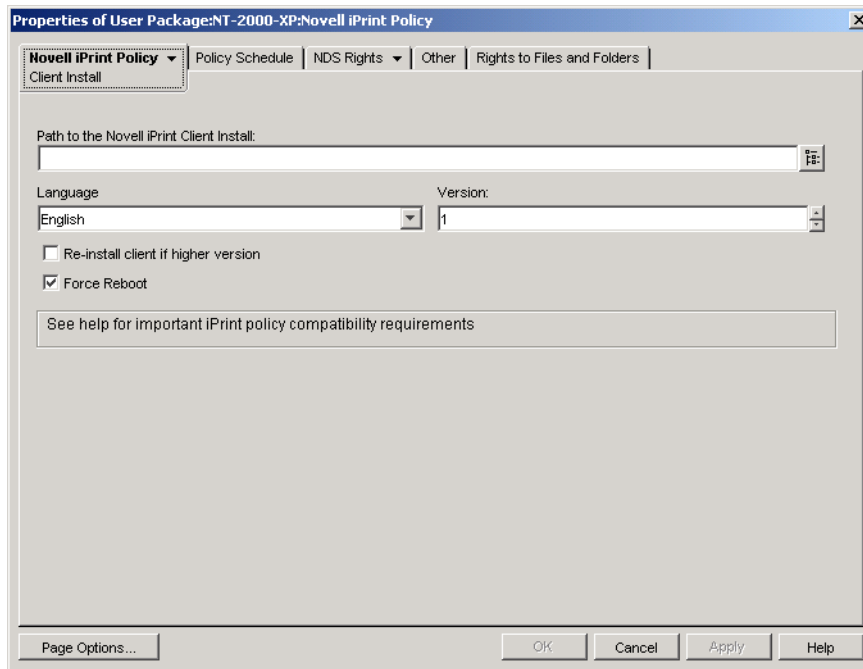 Properties of User Package:NT-2000-XP:Novell iPrint Policy
Novell iPrint Policy Policy Schedule NDS Rights Other Rights to Files and Folders
Client Install
Path to the Novell iPrint Client Install:
Language Version:
English 1
Re-install client if higher version
Force Reboot
See help for important iPrint policy compatibility requirements
Page Options... OK Cancel Apply Help